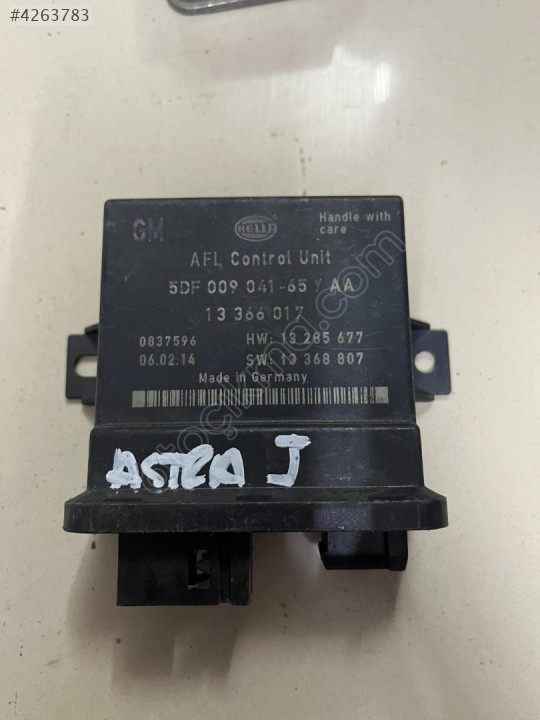 #4263783
GM
HELLA
Handle with
care
AFL Control Unit
5DF 009 041-65 AA
13 366 017
0837596 HW: 13 285 677
06.02.14 SW: 13 368 807
Made in Germany
ASTRA J